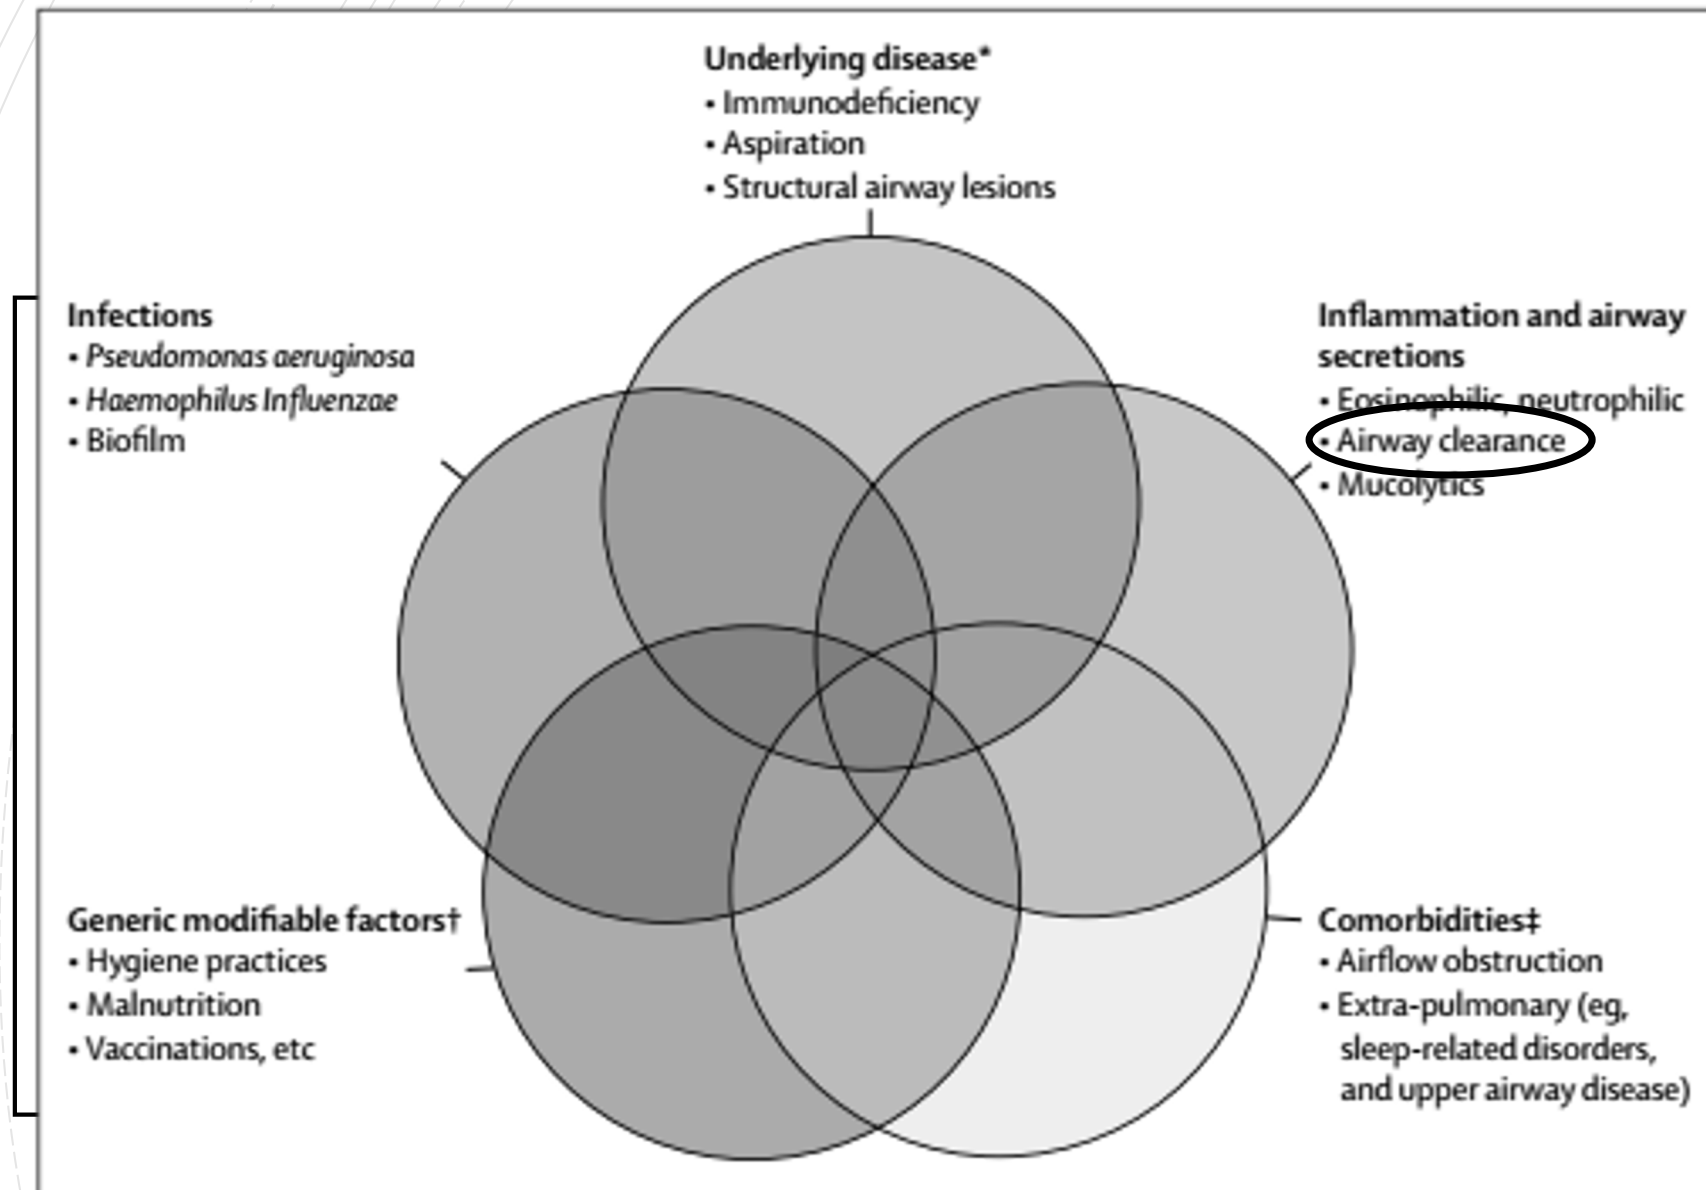 Underlying disease*
• Immunodeficiency
• Aspiration
• Structural airway lesions
Infections
• Pseudomonas aeruginosa
• Haemophilus Influenzae
• Biofilm
Inflammation and airway
secretions
• Eosinophilic, neutrophilic
• Airway clearance
• Mucolytics
Generic modifiable factors†
• Hygiene practices
• Malnutrition
• Vaccinations, etc
Comorbidities‡
• Airflow obstruction
• Extra-pulmonary (eg,
sleep-related disorders,
and upper airway disease)